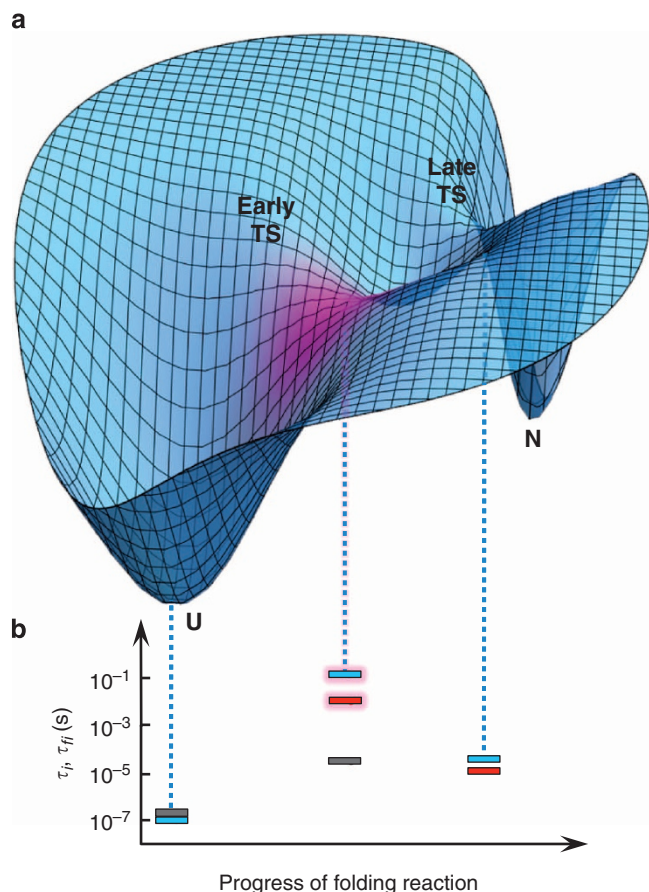 a
Early
TS
Late
TS
N
U
b
10⁻¹
10⁻³
10⁻⁵
10⁻⁷
τᵢ, τfᵢ (s)
Progress of folding reaction